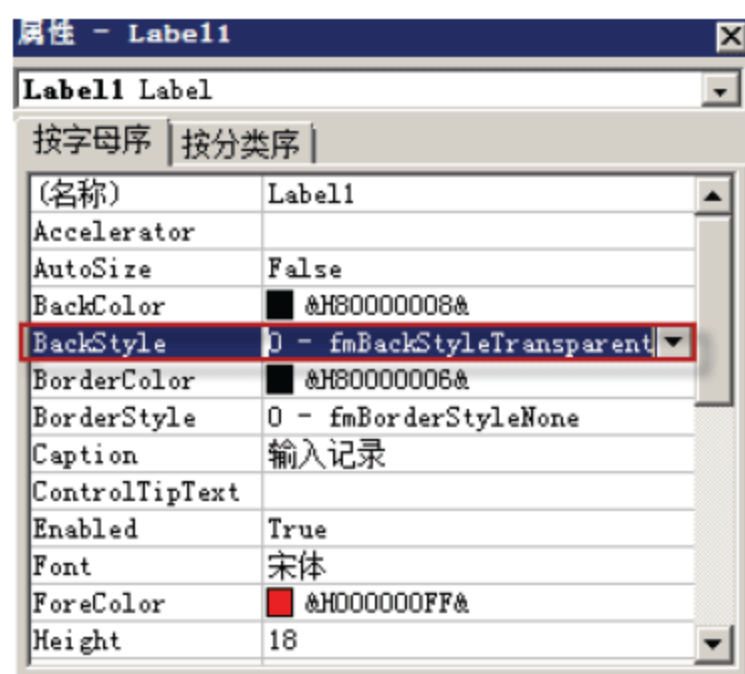 属性 - Label1
Label1 Label
按字母序 按分类序
(名称) Label1
Accelerator
AutoSize False
BackColor &H80000008&
BackStyle 0 - fmBackStyleTransparent
BorderColor &H80000006&
BorderStyle 0 - fmBorderStyleNone
Caption 输入记录
ControlTipText
Enabled True
Font 宋体
ForeColor &H000000FF&
Height 18